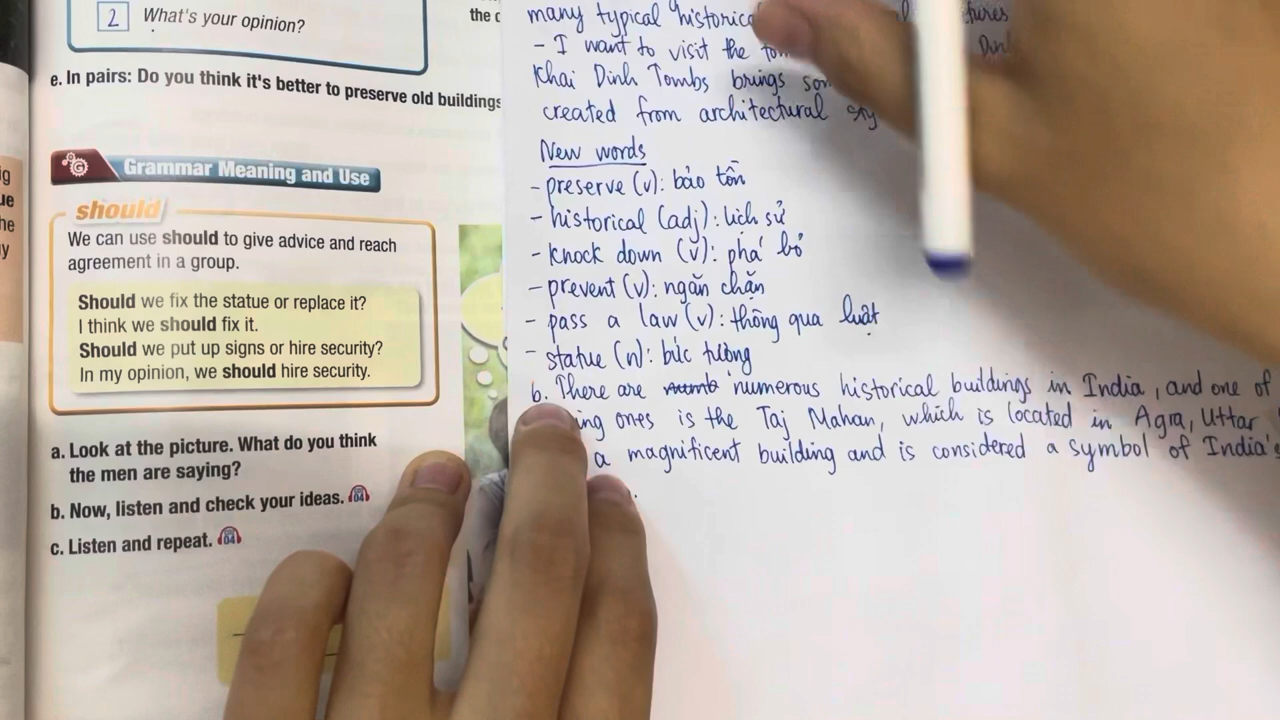 2 What's your opinion?
the
e. In pairs: Do you think it's better to preserve old buildings
Grammar Meaning and Use
should
We can use should to give advice and reach
agreement in a group.
Should we fix the statue or replace it?
I think we should fix it.
Should we put up signs or hire security?
In my opinion, we should hire security.
a. Look at the picture. What do you think
the men are saying?
b. Now, listen and check your ideas.
c. Listen and repeat.
many typical historica
- I want to visit the
Khai Dinh Tombs brings
created from architectural
New words
- preserve (v): bảo tồn
- historical (adj): lịch sử
- knock down (v): phá bỏ
- prevent (v): ngăn chặn
- pass a law (v): thông qua luật
- statue (n): bức tượng
b. There are numb numerous historical buildings in India, and one of
ing ones is the Taj Mahan, which is located in Agra, Uttar
a magnificent building and is considered a symbol of India's